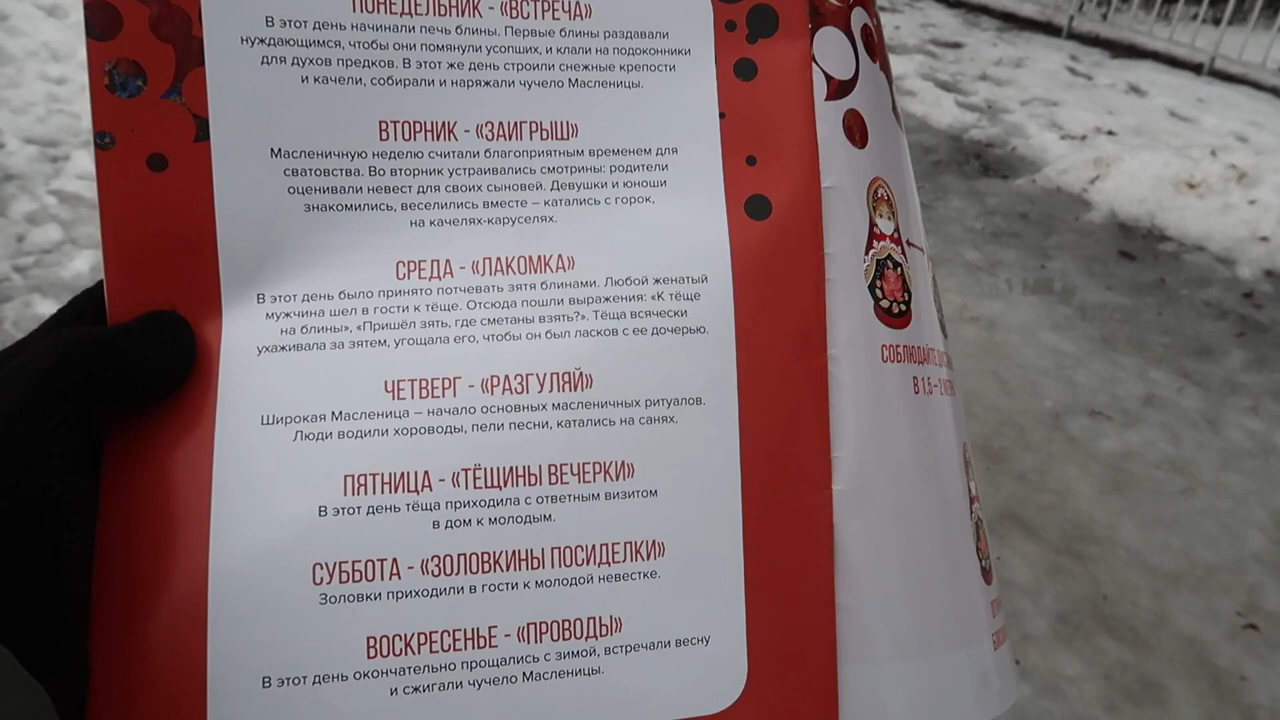 ПОНЕДЕЛЬНИК - «ВСТРЕЧА»
В этот день начинали печь блины. Первые блины раздавали
нуждающимся, чтобы они помянули усопших, и клали на подоконники
для духов предков. В этот же день строили снежные крепости
и качели, собирали и наряжали чучело Масленицы.
ВТОРНИК - «ЗАИГРЫШ»
Масленичную неделю считали благоприятным временем для
сватовства. Во вторник устраивались смотрины: родители
оценивали невест для своих сыновей. Девушки и юноши
знакомились, веселились вместе – катались с горок,
на качелях-каруселях.
СРЕДА - «ЛАКОМКА»
В этот день было принято потчевать зятя блинами. Любой женатый
мужчина шел в гости к тёще. Отсюда пошли выражения: «К тёще
на блины», «Пришёл зять, где сметаны взять?». Тёща всячески
ухаживала за зятем, угощала его, чтобы он был ласков с ее дочерью.
ЧЕТВЕРГ - «РАЗГУЛЯЙ»
Широкая Масленица – начало основных масленичных ритуалов.
Люди водили хороводы, пели песни, катались на санях.
ПЯТНИЦА - «ТЁЩИНЫ ВЕЧЕРКИ»
В этот день тёща приходила с ответным визитом
в дом к молодым.
СУББОТА - «ЗОЛОВКИНЫ ПОСИДЕЛКИ»
Золовки приходили в гости к молодой невестке.
ВОСКРЕСЕНЬЕ - «ПРОВОДЫ»
В этот день окончательно прощались с зимой, встречали весну
и сжигали чучело Масленицы.
СОБЛЮДАЙТЕ
В 1,5 – 2